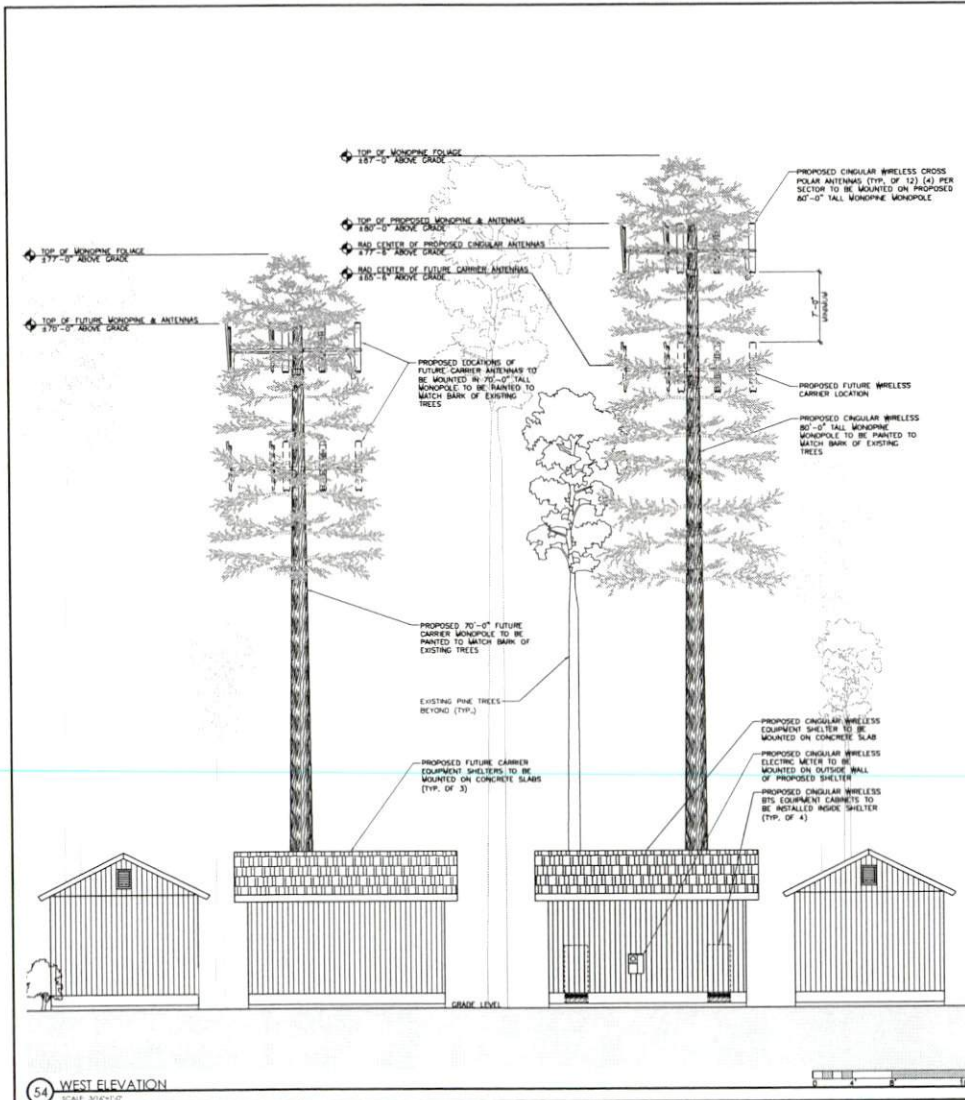 TOP OF MONOPINE FOLIAGE
±87'-0" ABOVE GRADE
TOP OF PROPOSED MONOPINE & ANTENNAS
±80'-0" ABOVE GRADE
RAD CENTER OF PROPOSED CINGULAR ANTENNAS
±77'-6" ABOVE GRADE
RAD CENTER OF FUTURE CARRIER ANTENNAS
ABOVE GRADE
TOP OF MONOPINE FOLIAGE
±77'-0" ABOVE GRADE
TOP OF FUTURE MONOPINE & ANTENNAS
±70'-0" ABOVE GRADE
PROPOSED CINGULAR WIRELESS CROSS
POLAR ANTENNAS (TYP. OF 12) (4) PER
SECTOR TO BE MOUNTED ON PROPOSED
80'-0" TALL MONOPINE MONOPOLE
7'-0"
MINIMUM
PROPOSED LOCATIONS OF
FUTURE CARRIER ANTENNAS TO
BE MOUNTED IN 70'-0" TALL
MONOPOLE TO BE PAINTED TO
MATCH BARK OF EXISTING
TREES
PROPOSED FUTURE WIRELESS
CARRIER LOCATION
PROPOSED CINGULAR WIRELESS
80'-0" TALL MONOPINE
MONOPOLE TO BE PAINTED TO
MATCH BARK OF EXISTING
TREES
PROPOSED 70'-0" FUTURE
CARRIER MONOPOLE TO BE
PAINTED TO MATCH BARK OF
EXISTING TREES
EXISTING PINE TREES
BEYOND (TYP.)
PROPOSED CINGULAR WIRELESS
EQUIPMENT SHELTER TO BE
MOUNTED ON CONCRETE SLAB
PROPOSED CINGULAR WIRELESS
ELECTRIC METER TO BE
MOUNTED ON OUTSIDE WALL
OF PROPOSED SHELTER
PROPOSED CINGULAR WIRELESS
BTS EQUIPMENT CABINETS TO
BE INSTALLED INSIDE SHELTER
(TYP. OF 4)
PROPOSED FUTURE CARRIER
EQUIPMENT SHELTERS TO BE
MOUNTED ON CONCRETE SLABS
(TYP. OF 3)
GRADE LEVEL
54 WEST ELEVATION
0 4' 8'